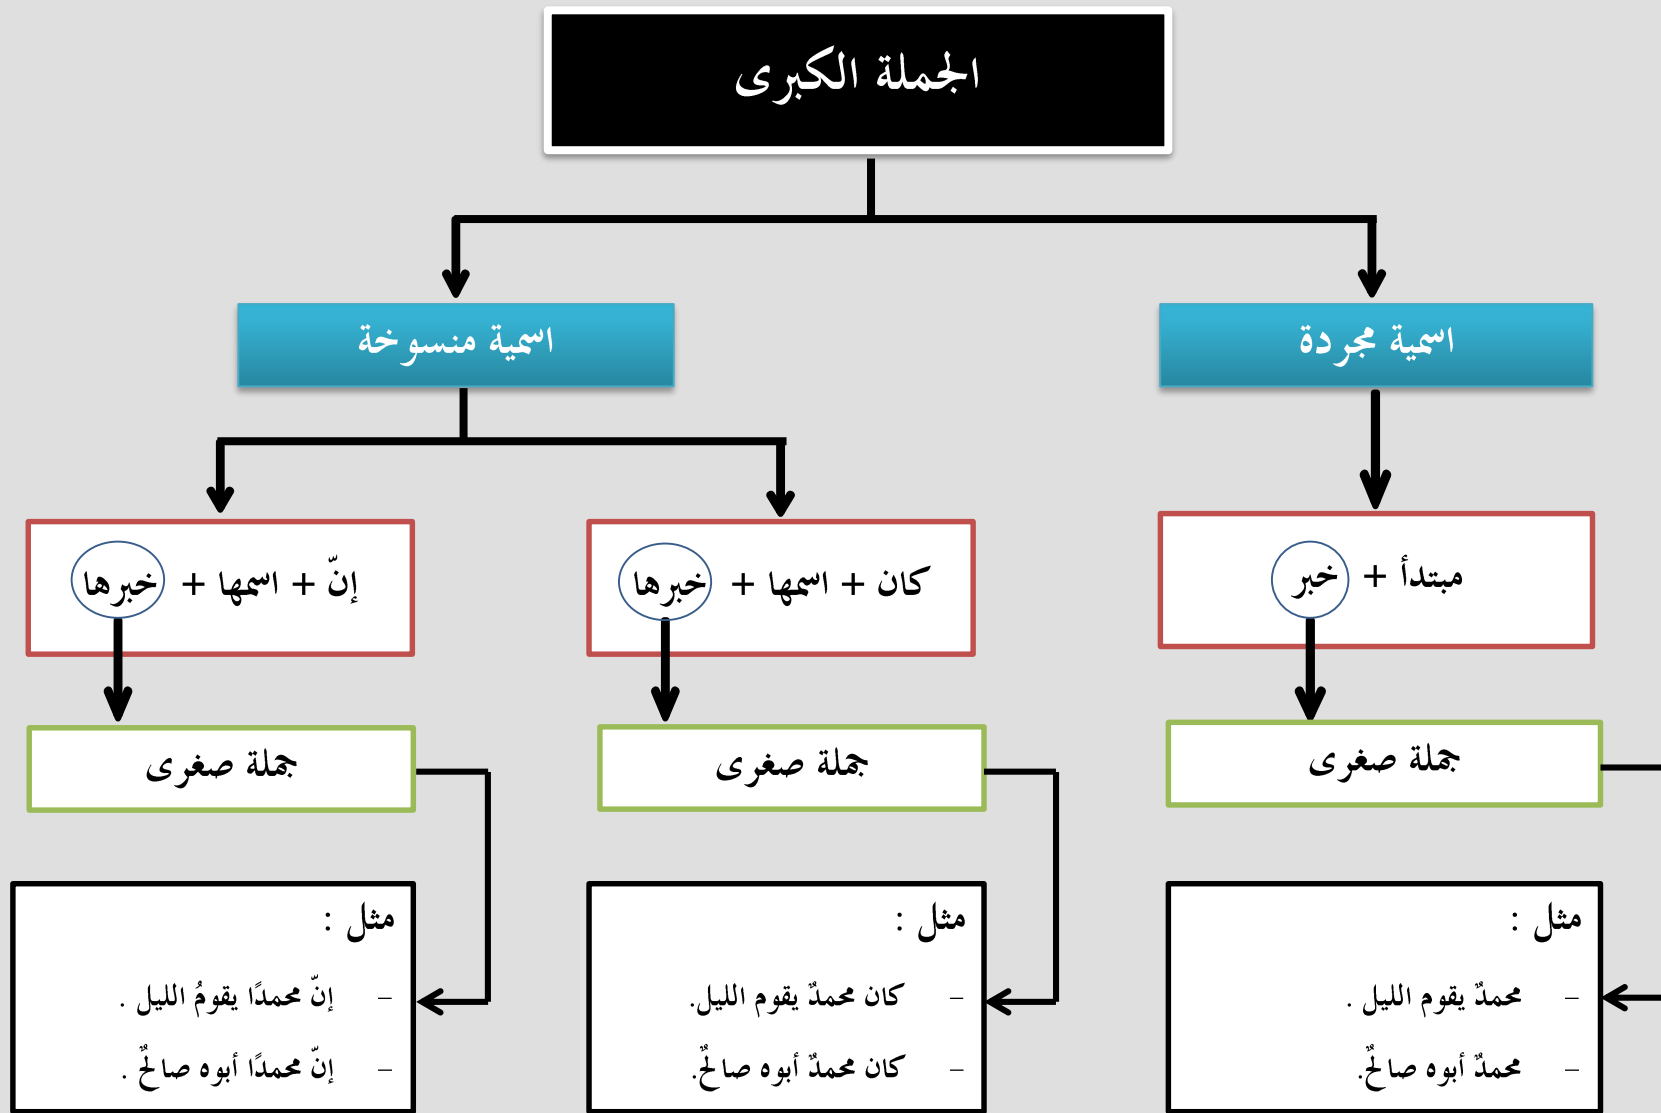 الجملة الكبرى
اسمية مجردة
اسمية منسوخة
مبتدأ + خبر
كان + اسمها + خبرها
إنّ + اسمها + خبرها
جملة صغرى
جملة صغرى
جملة صغرى
مثل :
– محمدٌ يقوم الليل .
– محمدٌ أبوه صالحٌ.
مثل :
– كان محمدٌ يقوم الليل.
– كان محمدٌ أبوه صالحٌ.
مثل :
– إنّ محمدًا يقومُ الليل .
– إنّ محمدًا أبوه صالحٌ .